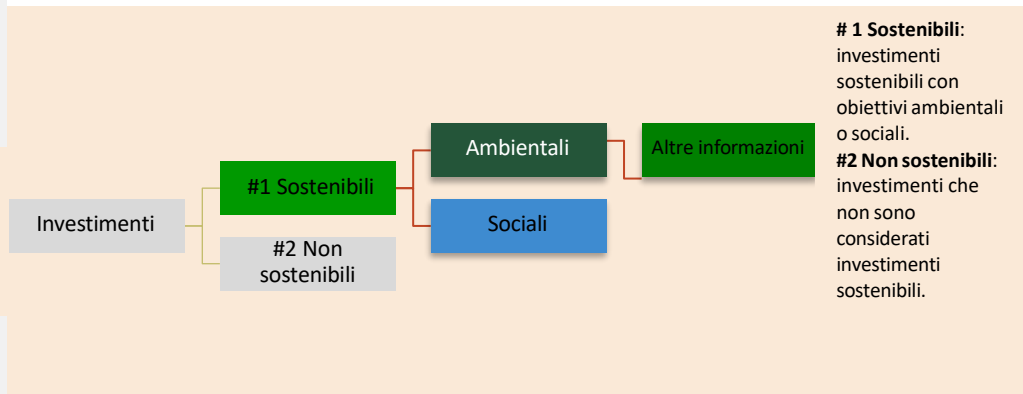 Investimenti
#1 Sostenibili
#2 Non
sostenibili
Ambientali
Sociali
Altre informazioni
# 1 Sostenibili:
investimenti
sostenibili con
obiettivi ambientali
o sociali.
#2 Non sostenibili:
investimenti che
non sono
considerati
investimenti
sostenibili.